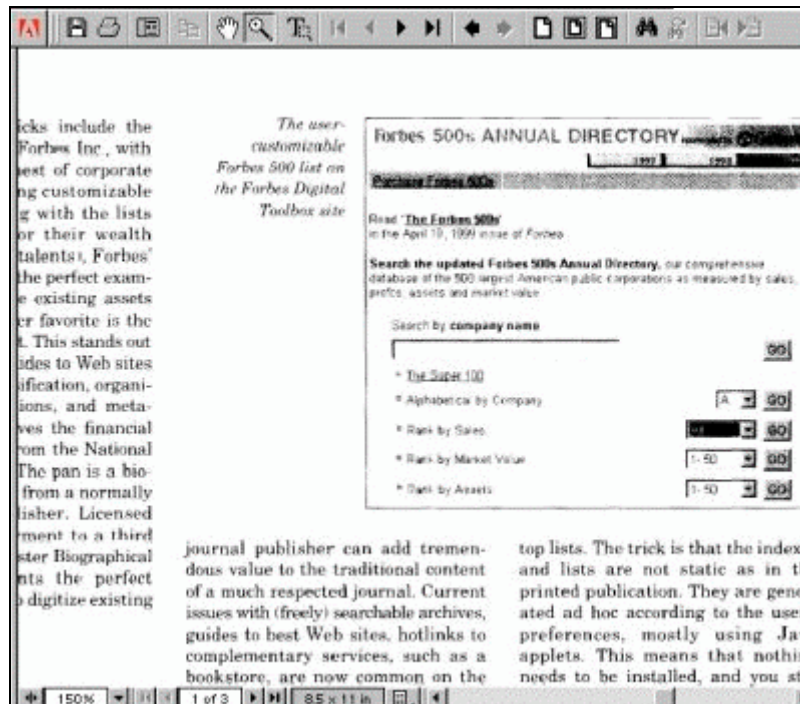 icks include the
Forbes Inc, with
est of corporate
ng customizable
g with the lists
or their wealth
talents), Forbes'
the perfect exam-
e existing assets
er favorite is the
t. This stands out
ides to Web sites
ification, organi-
ions, and meta-
ves the financial
rom the National
The pan is a bio-
from a normally
lisher. Licensed
rment to a third
ster Biographical
nts the perfect
o digitize existing
The user-
customizable
Forbes 500 list on
the Forbes Digital
Toolbox site
Forbes 500s ANNUAL DIRECTORY
1997 1998
Purchase Forbes 500s
Read "The Forbes 500s"
in the April 19, 1999 issue of Forbes
Search the updated Forbes 500s Annual Directory, our comprehensive
database of the 500 largest American public corporations as measured by sales,
profits, assets and market value
Search by company name
GO
The Super 100
Alphabetical by Company A GO
Rank by Sales GO
Rank by Market Value 1-50 GO
Rank by Assets 1-50 GO
journal publisher can add tremen-
dous value to the traditional content
of a much respected journal. Current
issues with (freely) searchable archives,
guides to best Web sites, hotlinks to
complementary services, such as a
bookstore, are now common on the
top lists. The trick is that the index
and lists are not static as in t
printed publication. They are gene
ated ad hoc according to the use
preferences, mostly using Ja
applets. This means that nothi
needs to be installed, and you st
150% 1 of 3 8.5 x 11 in